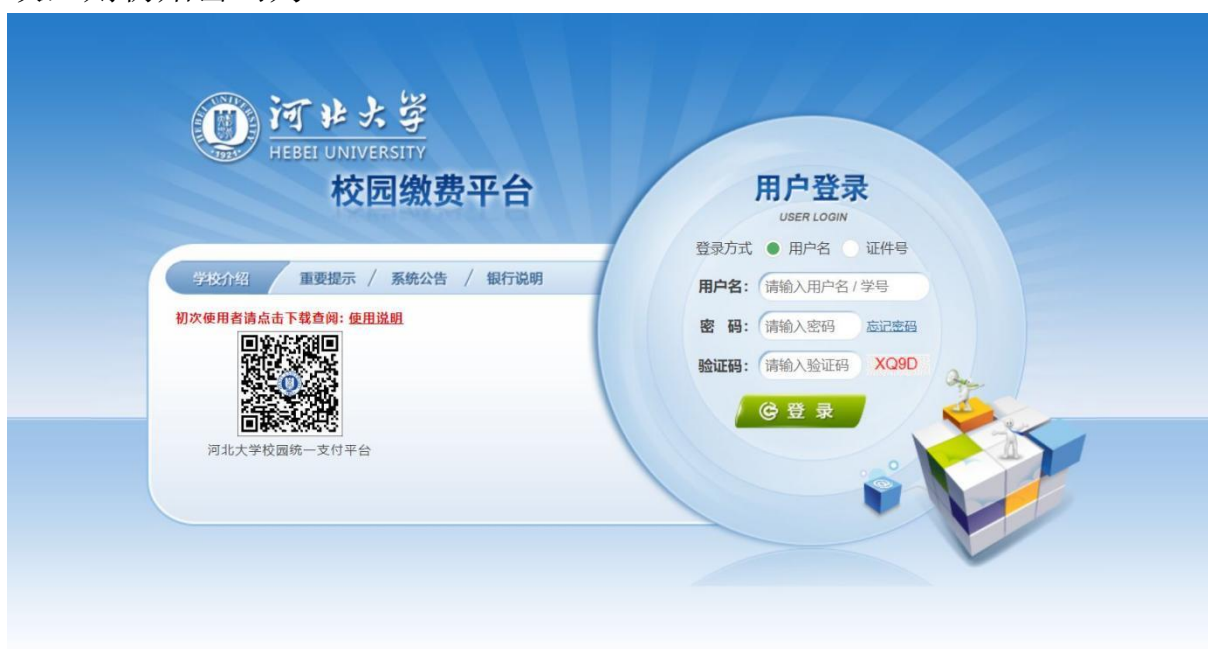 河北大学
HEBEI UNIVERSITY
HEBEI UNIVERSITY
·1921·
校园缴费平台
学校介绍 / 重要提示 / 系统公告 / 银行说明
初次使用者请点击下载查阅: 使用说明
河北大学校园统一支付平台
用户登录
USER LOGIN
登录方式 用户名 证件号
用户名: 请输入用户名 / 学号
密 码: 请输入密码 忘记密码
验证码: 请输入验证码 XQ9D
登 录